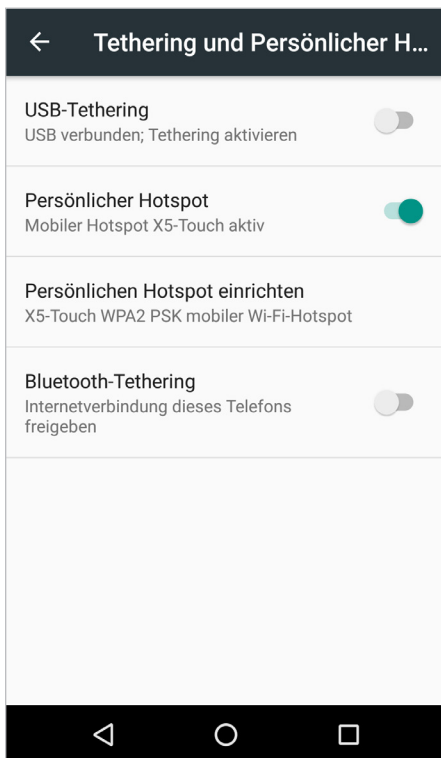 Tethering und Persönlicher H...
USB-Tethering
USB verbunden; Tethering aktivieren
Persönlicher Hotspot
Mobiler Hotspot X5-Touch aktiv
Persönlichen Hotspot einrichten
X5-Touch WPA2 PSK mobiler Wi-Fi-Hotspot
Bluetooth-Tethering
Internetverbindung dieses Telefons
freigeben